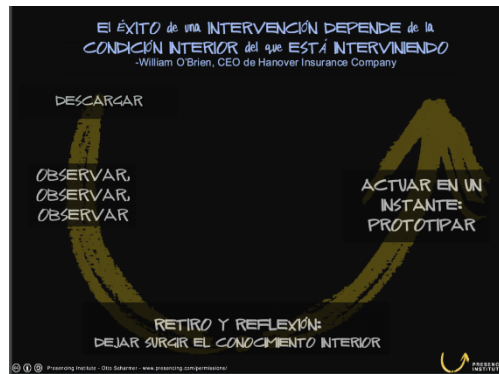 El ÉXITO de una INTERVENCIÓN DEPENDE de la
CONDICIÓN INTERIOR del que ESTÁ INTERVINIENDO
-William O'Brien, CEO de Hanover Insurance Company
DESCARGAR
OBSERVAR,
OBSERVAR,
OBSERVAR
ACTUAR EN UN
INSTANTE:
PROTOTIPAR
RETIRO Y REFLEXIÓN:
DEJAR SURGIR EL CONOCIMIENTO INTERIOR
Presencing Institute - Otto Scharmer - www.presencing.com/permissions/
PRESENCING
INSTITUTE